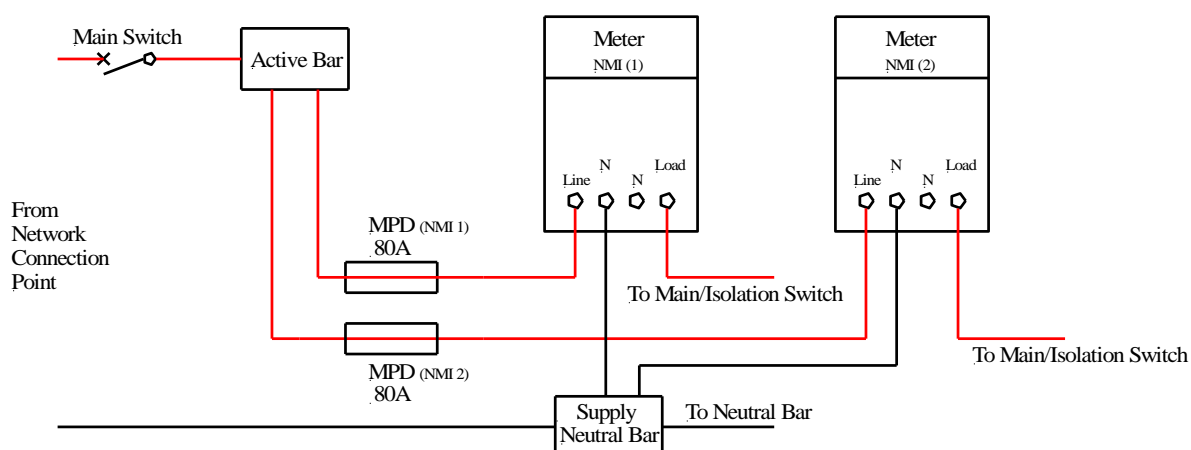 Main Switch
Active Bar
Meter
NMI (1)
Meter
NMI (2)
Line
N
N
Load
Line
N
N
Load
From
Network
Connection
Point
MPD (NMI 1)
80A
To Main/Isolation Switch
MPD (NMI 2)
80A
To Main/Isolation Switch
Supply
Neutral Bar
To Neutral Bar